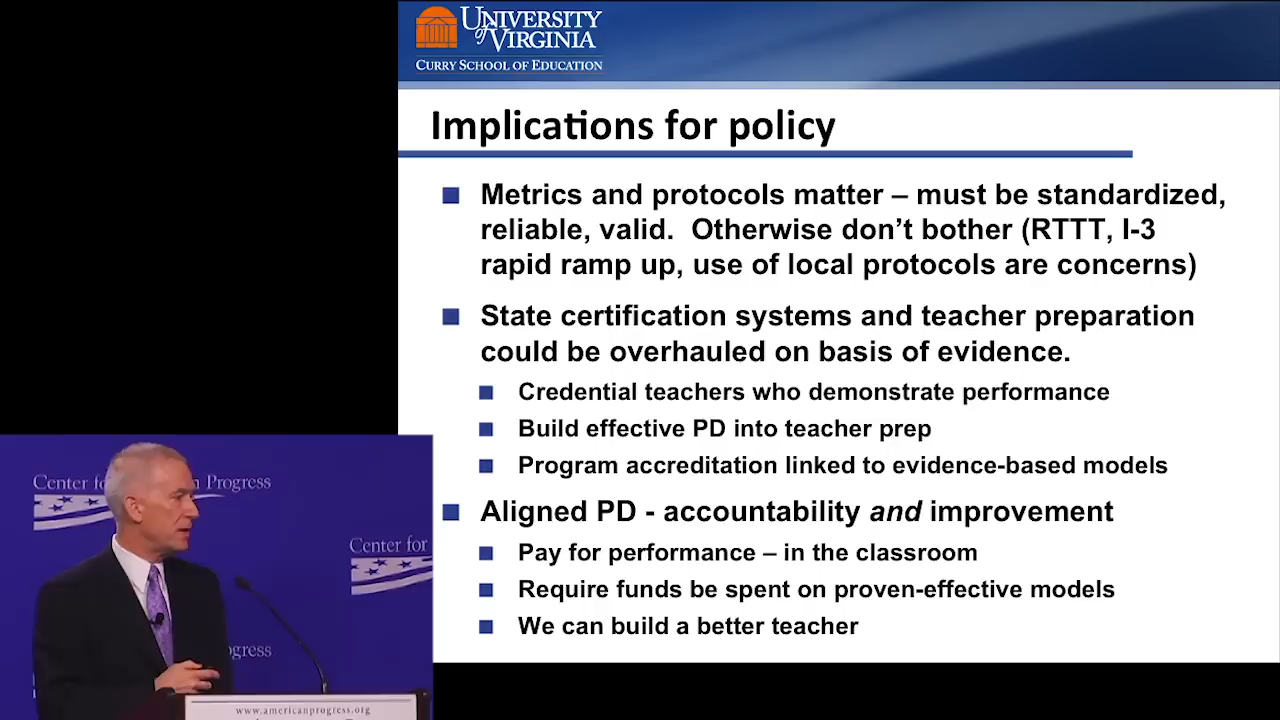 UNIVERSITY
of VIRGINIA
CURRY SCHOOL OF EDUCATION
Implications for policy
Metrics and protocols matter – must be standardized,
reliable, valid.  Otherwise don't bother (RTTT, I-3
rapid ramp up, use of local protocols are concerns)
State certification systems and teacher preparation
could be overhauled on basis of evidence.
Credential teachers who demonstrate performance
Build effective PD into teacher prep
Program accreditation linked to evidence-based models
Aligned PD - accountability and improvement
Pay for performance – in the classroom
Require funds be spent on proven-effective models
We can build a better teacher
Center for Progress
Center for
www.americanprogress.org